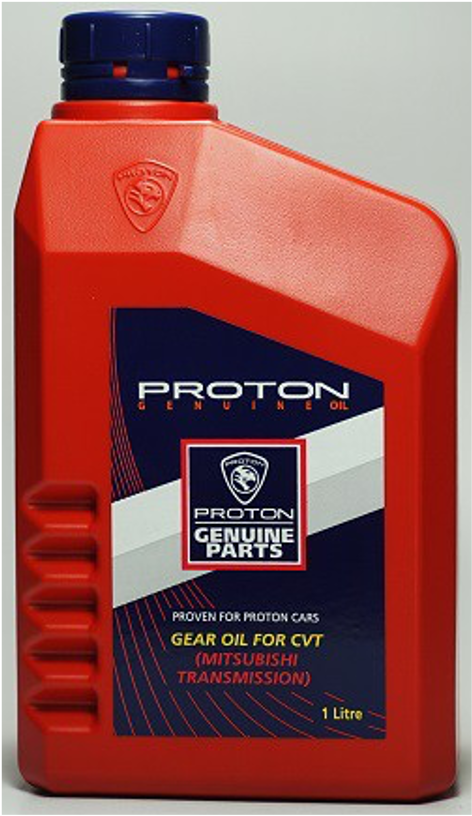 PROTON
PROTON
GENUINE OIL
PROTON
PROTON
GENUINE
PARTS
PROVEN FOR PROTON CARS
GEAR OIL FOR CVT
(MITSUBISHI
TRANSMISSION)
1 Litre